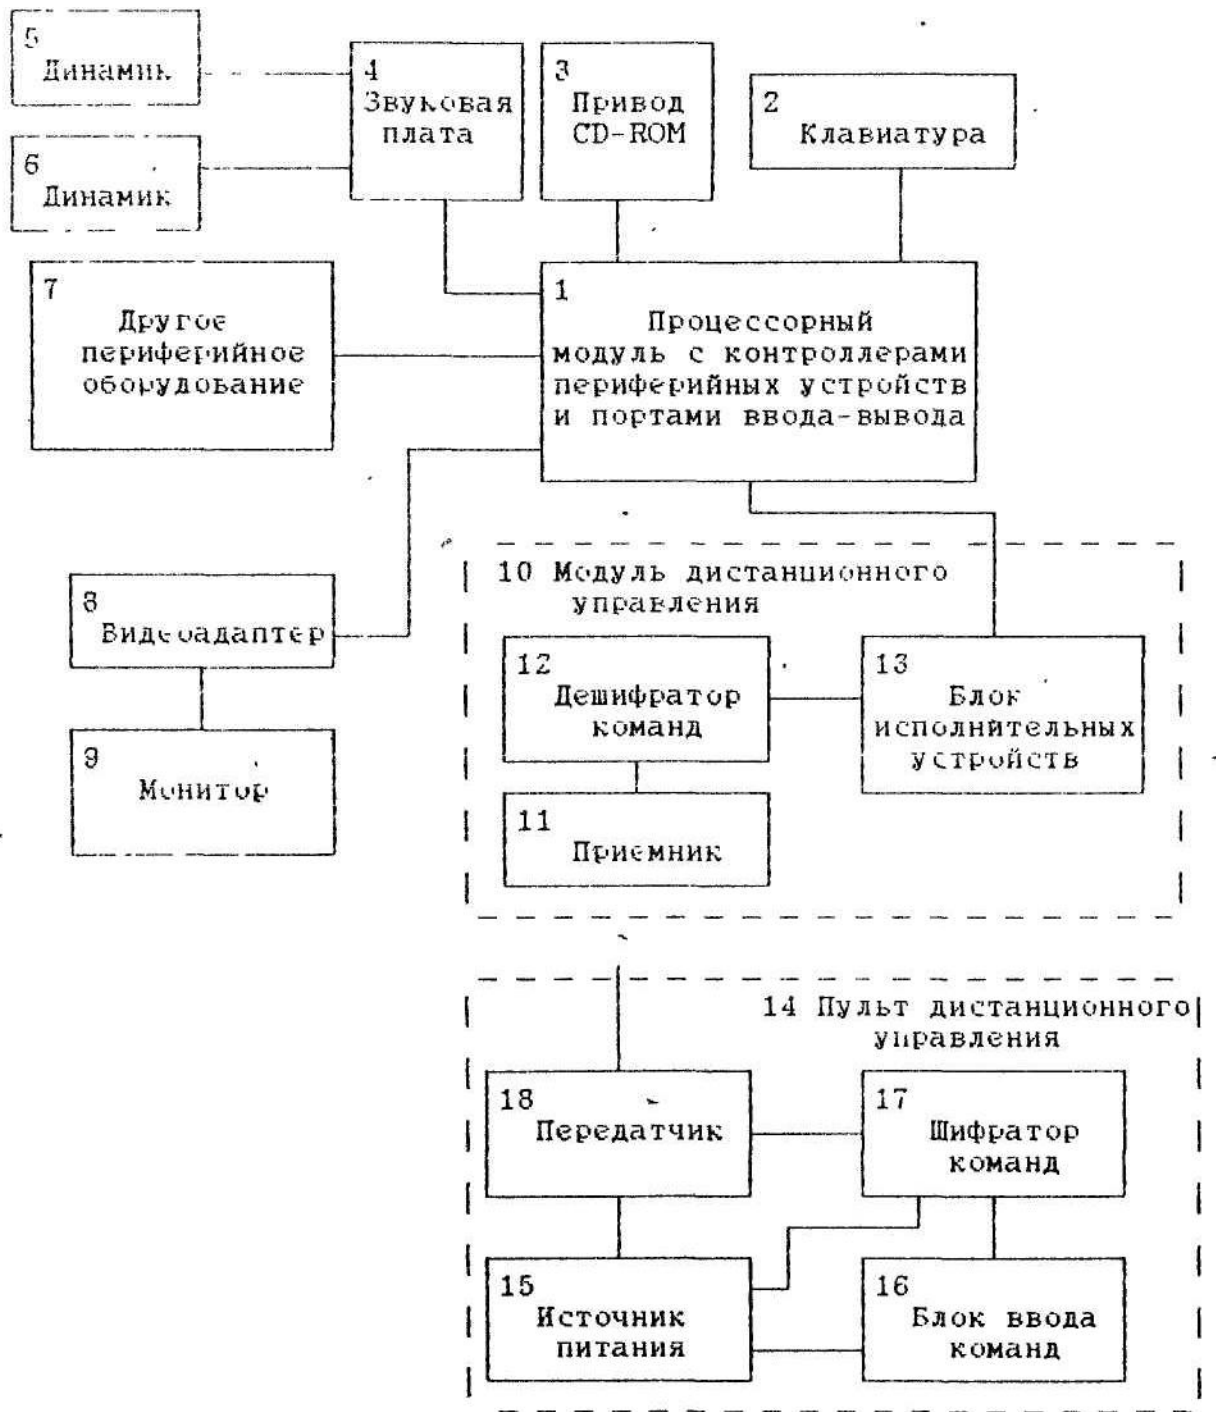 5
Динамик
6
Динамик
4
Звуковая
плата
3
Привод
CD-ROM
2
Клавиатура
7
Другое
периферийное
оборудование
1
Процессорный
модуль с контроллерами
периферийных устройств
и портами ввода-вывода
8
Видеоадаптер
9
Монитор
10 Модуль дистанционного
управления
12
Дешифратор
команд
13
Блок
исполнительных
устройств
11
Приемник
14 Пульт дистанционного
управления
18
Передатчик
17
Шифратор
команд
15
Источник
питания
16
Блок ввода
команд